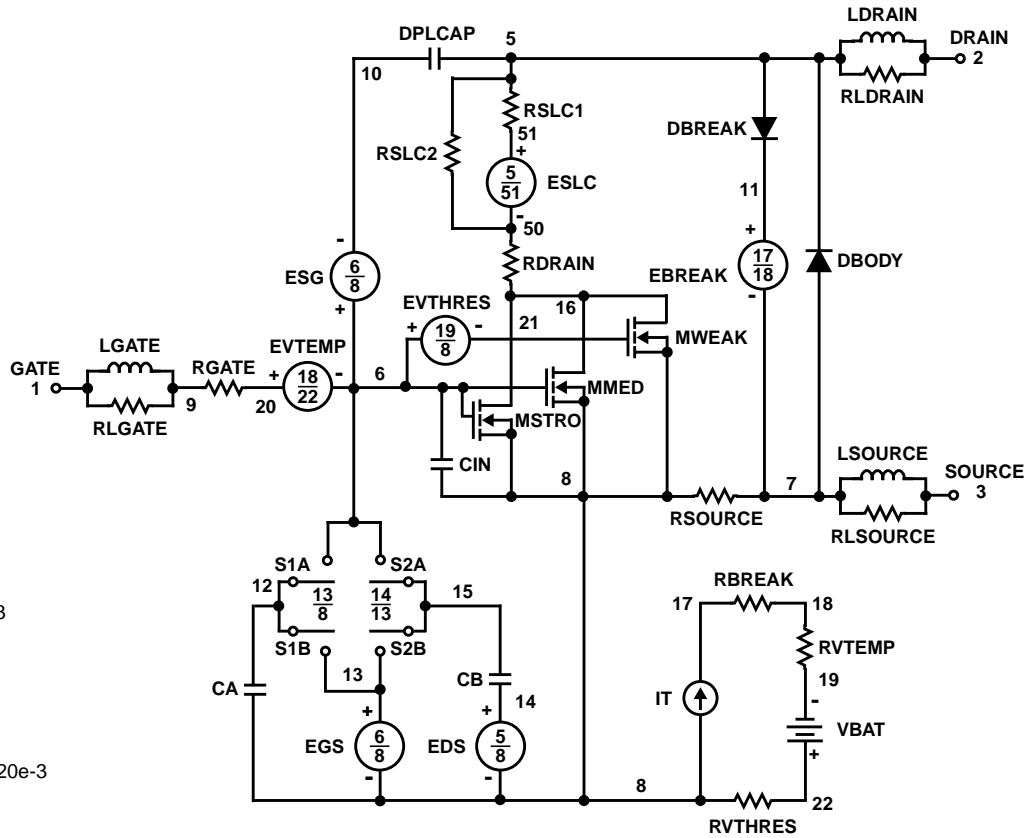 LDRAIN
DPLCAP 5 DRAIN
10 2
RLDRAIN
RSLC1
DBREAK
51
RSLC2 +
5
51 ESLC
11
-
50
- +
RDRAIN
17
18
6
8
ESG EBREAK DBODY
EVTHRES 16 -
+ 21
+ 19
8 - MWEAK
LGATE EVTEMP
GATE RGATE
1 + 18
22 - 6
MMED
9 20
MSTRO
RLGATE
LSOURCE
CIN SOURCE
8 7 3
RSOURCE
RLSOURCE
S1A S2A
12 RBREAK
13
8 14
13 15 17 18
8
S1B S2B RVTEMP
13 CB 19
CA 14 IT -
+ +
VBAT
EGS 6
8 EDS 5
8 +
- - 8
20e-3 22
RVTHRES